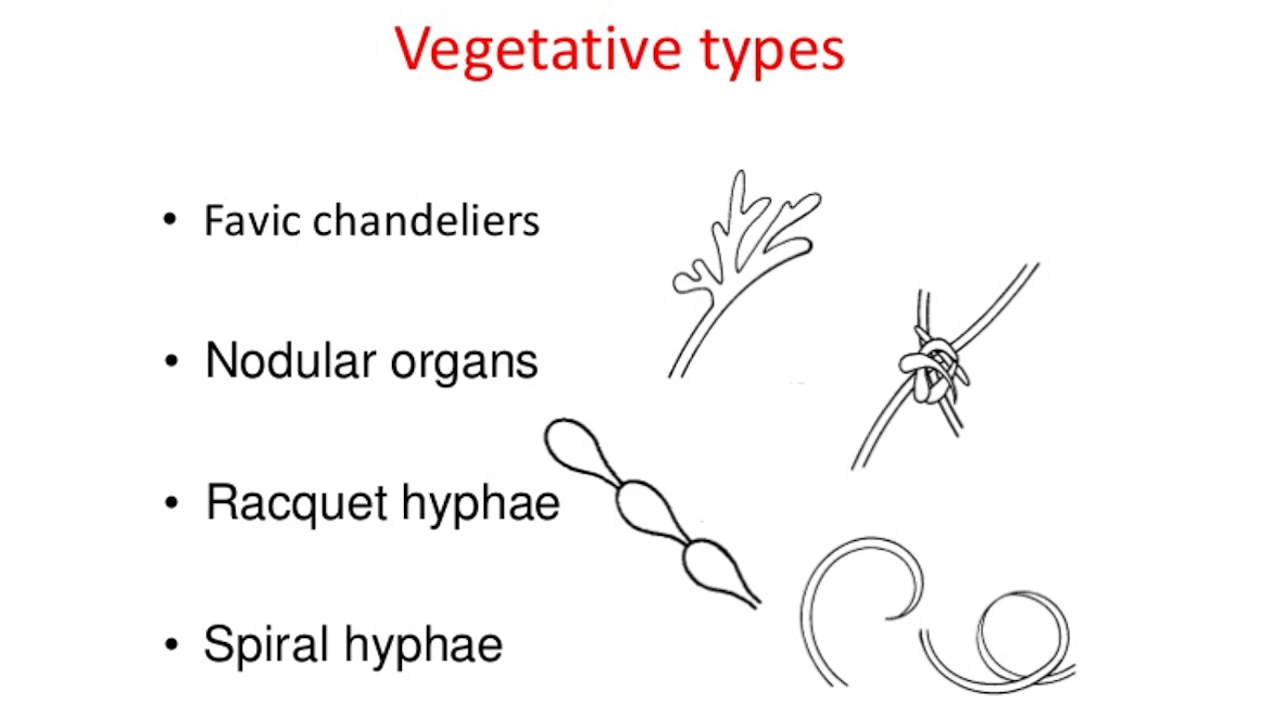 Vegetative types
• Favic chandeliers
• Nodular organs
• Racquet hyphae
• Spiral hyphae